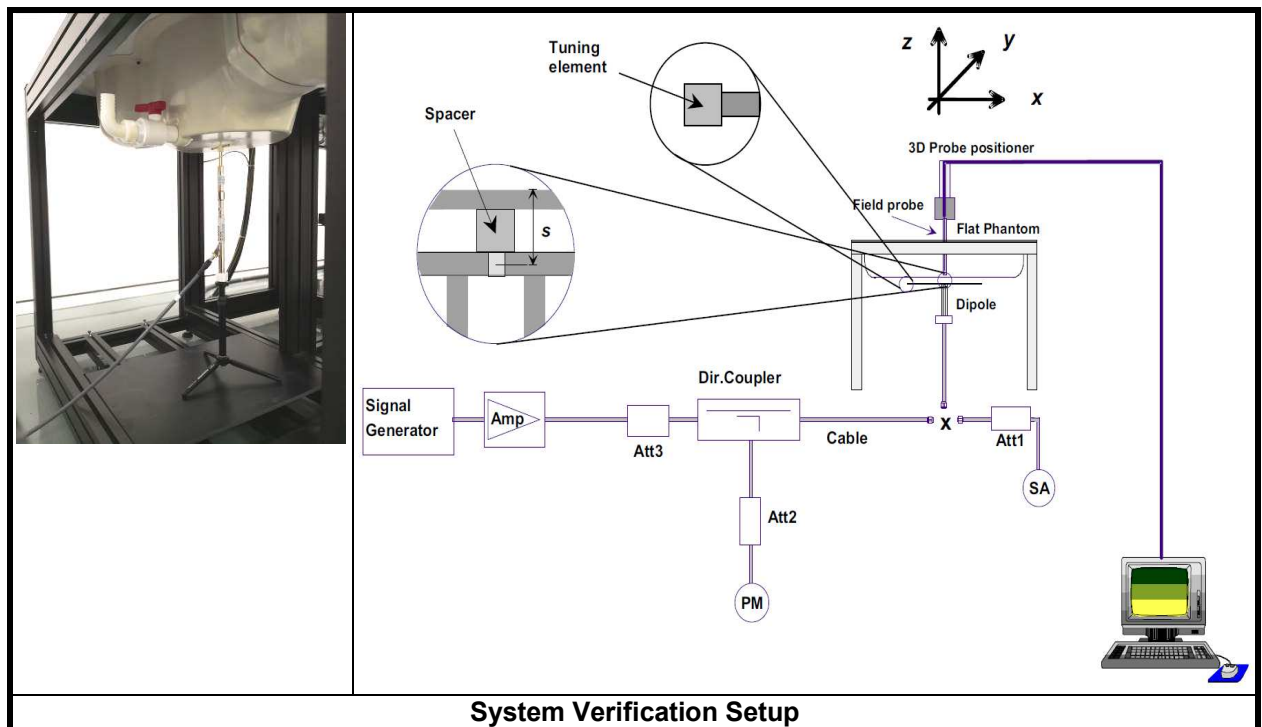 Tuning
element
z
y
x
Spacer
s
3D Probe positioner
Field probe
Flat Phantom
Dipole
Dir.Coupler
Signal
Generator
Amp
Att3
Cable
x
Att1
SA
Att2
PM
System Verification Setup